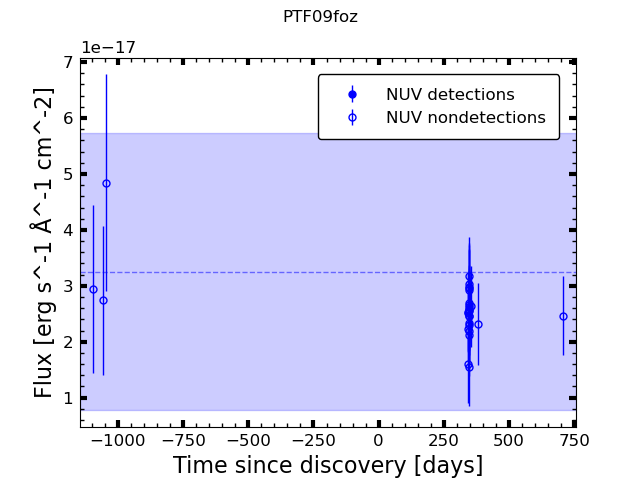 PTF09foz
1e−17
NUV detections
NUV nondetections
7
6
5
4
3
2
1
Flux [erg s^-1 Å^-1 cm^-2]
−1000 −750 −500 −250 0 250 500 750
Time since discovery [days]